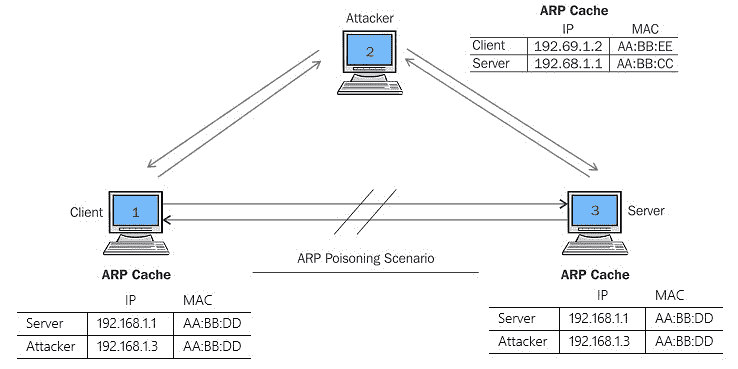 Attacker
2
ARP Cache
IP MAC
Client 192.69.1.2 AA:BB:EE
Server 192.68.1.1 AA:BB:CC
Client
1
3
Server
ARP Poisoning Scenario
ARP Cache
IP MAC
Server 192.168.1.1 AA:BB:DD
Attacker 192.168.1.3 AA:BB:DD
ARP Cache
IP MAC
Server 192.168.1.1 AA:BB:DD
Attacker 192.168.1.3 AA:BB:DD